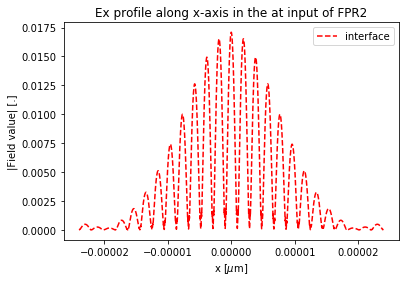 Ex profile along x-axis in the at input of FPR2
interface
|Field value| [.]
0.0175
0.0150
0.0125
0.0100
0.0075
0.0050
0.0025
0.0000
−0.00002 −0.00001 0.00000 0.00001 0.00002
x [μm]